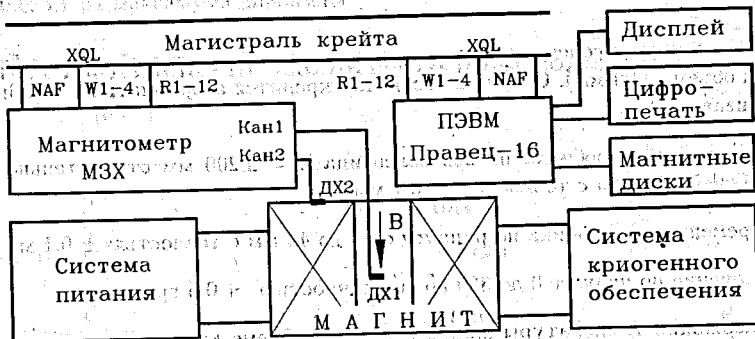 Магистраль крейта
XQL
XQL
NAF
W1-4
R1-12
R1-12
W1-4
NAF
Дисплей
Цифро-
печать
Магнитные
диски
Магнитометр
МЗХ
Кан1
Кан2
ПЭВМ
Правец-16
ДХ2
В
ДХ1
МАГНИТ
Система
питания
Система
криогенного
обеспечения